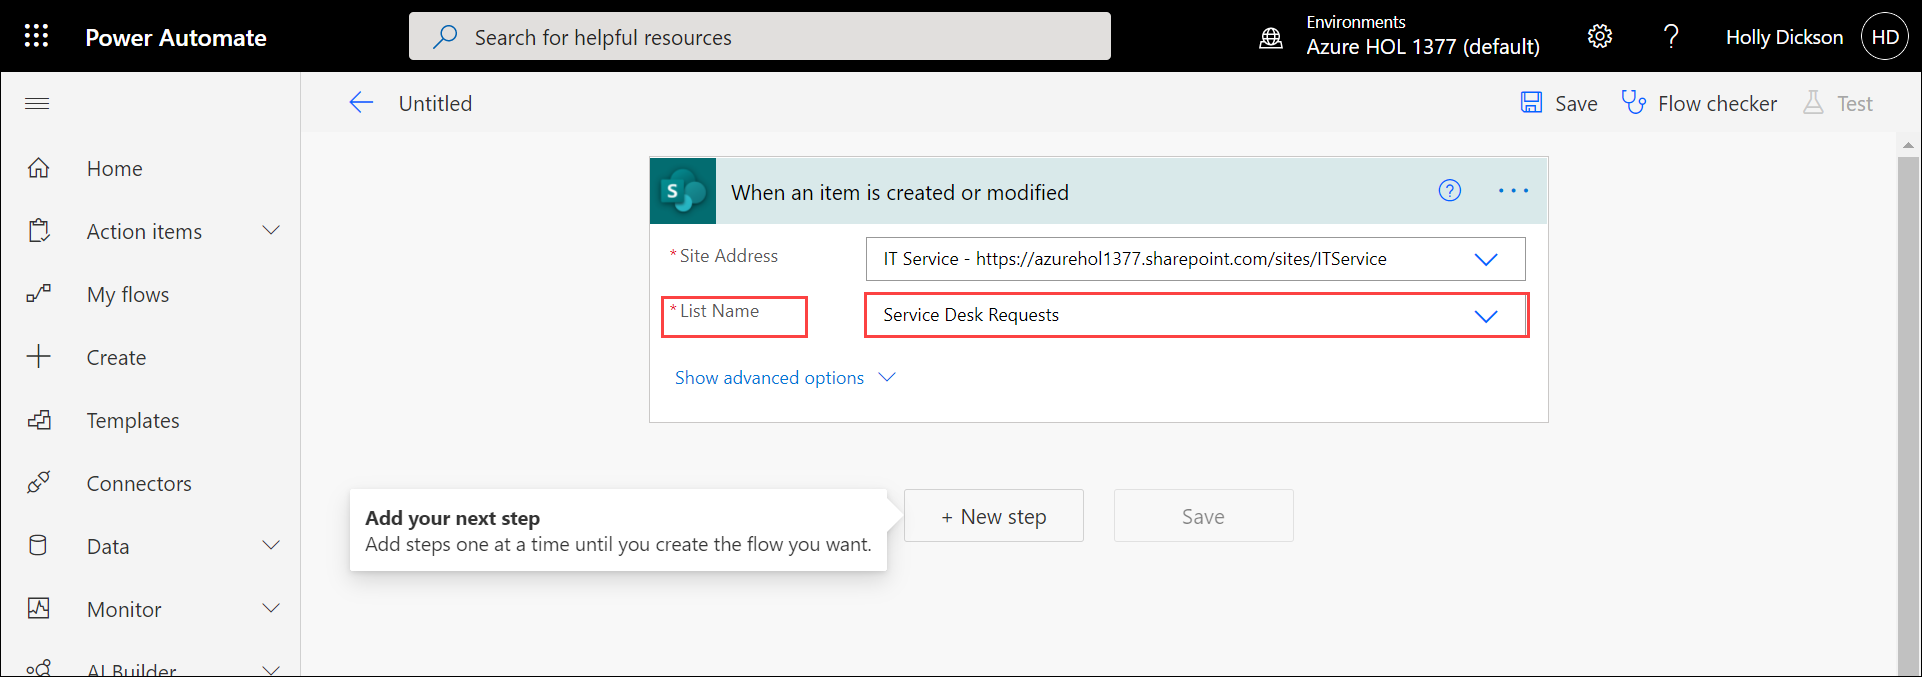 Power Automate
Search for helpful resources
Environments
Azure HOL 1377 (default)
?
Holly Dickson
HD
Untitled
Save
Flow checker
Test
Home
Action items
My flows
Create
Templates
Connectors
Data
Monitor
AI Builder
S
When an item is created or modified
?
...
* Site Address
IT Service - https://azurehol1377.sharepoint.com/sites/ITService
* List Name
Service Desk Requests
Show advanced options
Add your next step
Add steps one at a time until you create the flow you want.
+ New step
Save